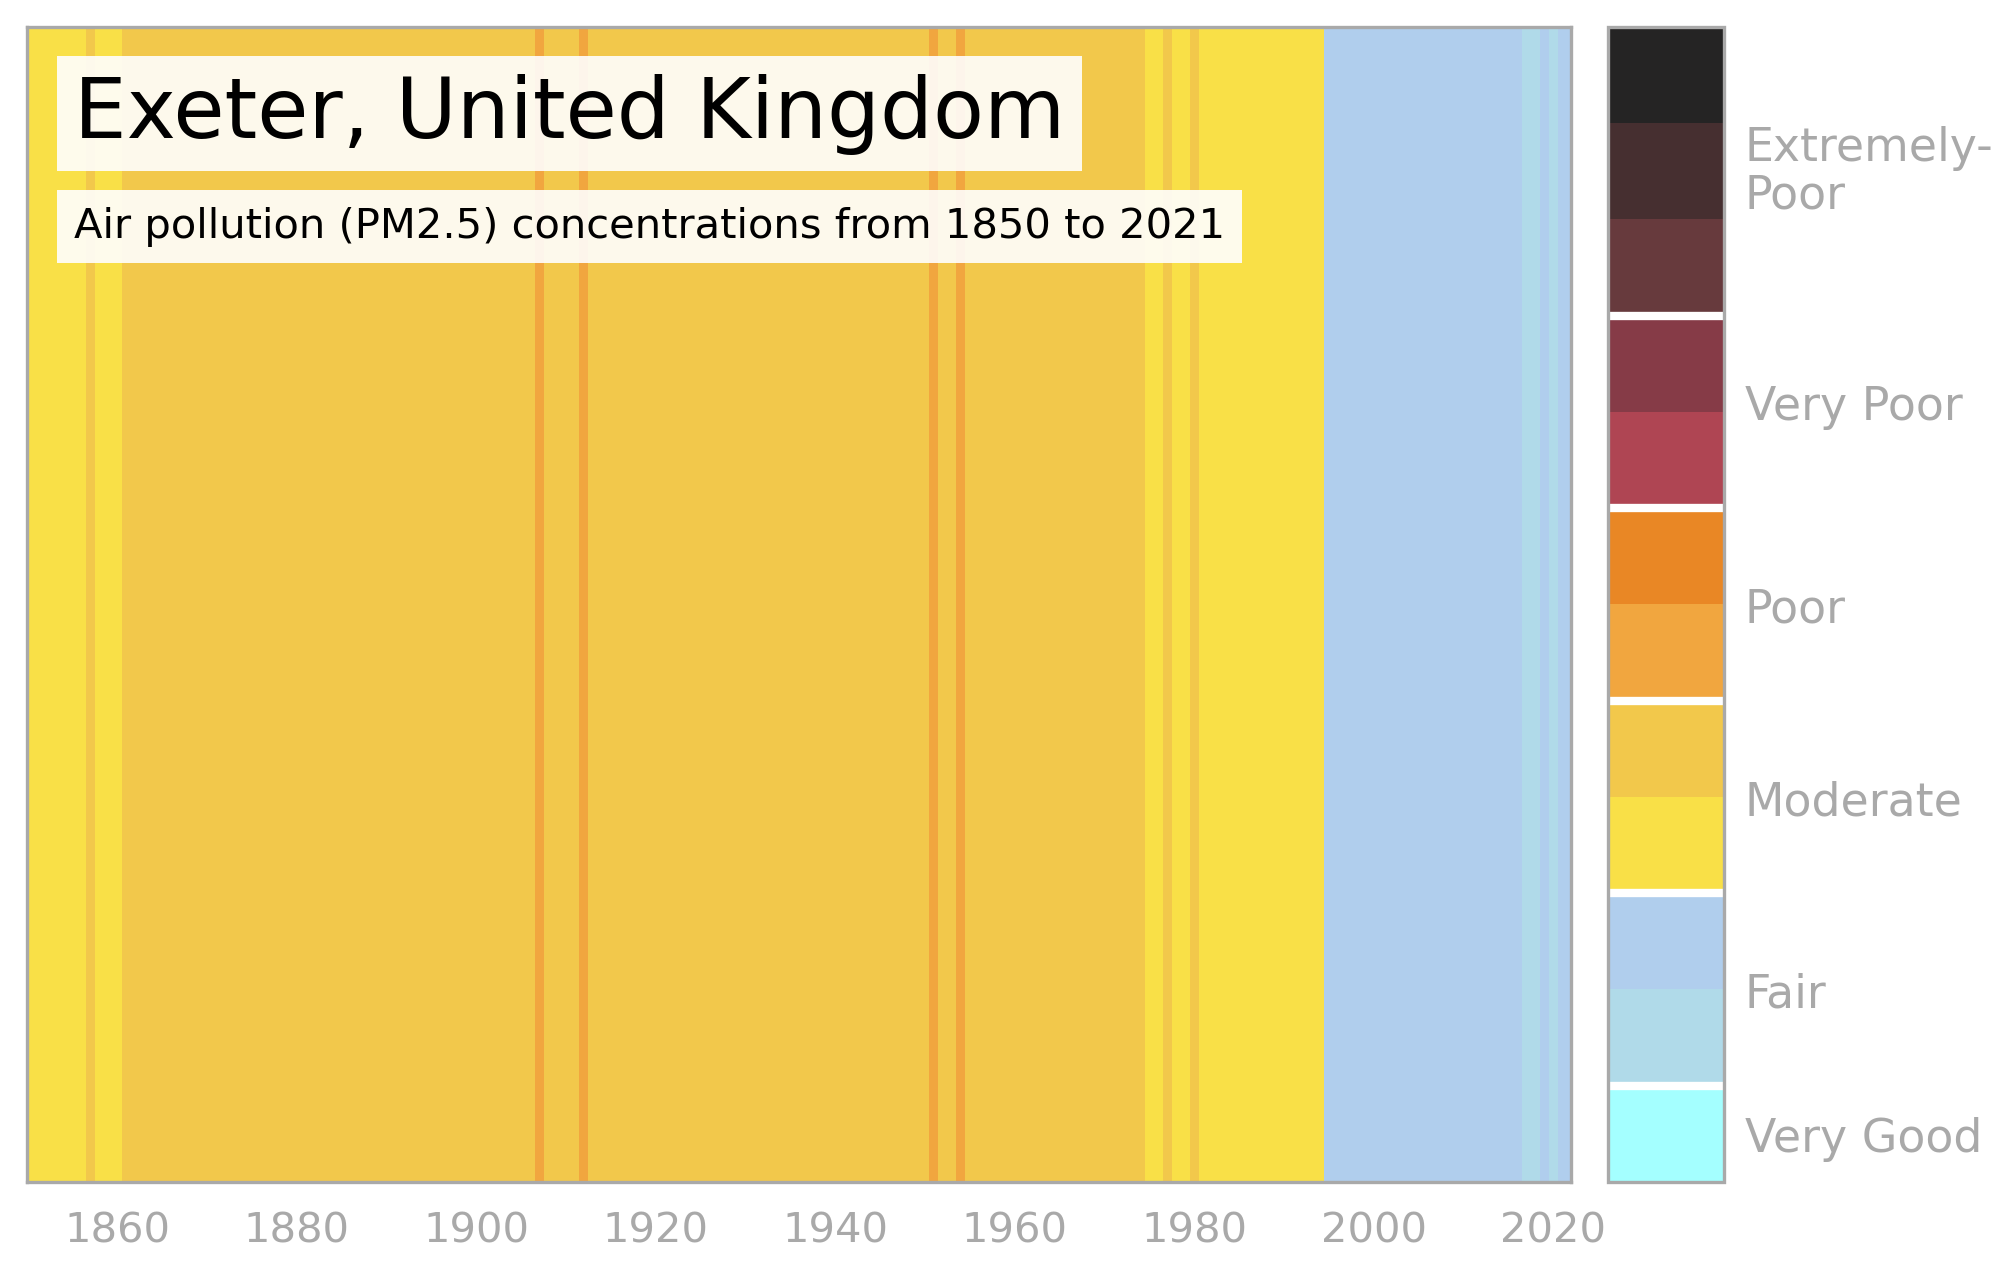 Exeter, United Kingdom
Air pollution (PM2.5) concentrations from 1850 to 2021
Extremely-
Poor
Very Poor
Poor
Moderate
Fair
Very Good
1860 1880 1900 1920 1940 1960 1980 2000 2020